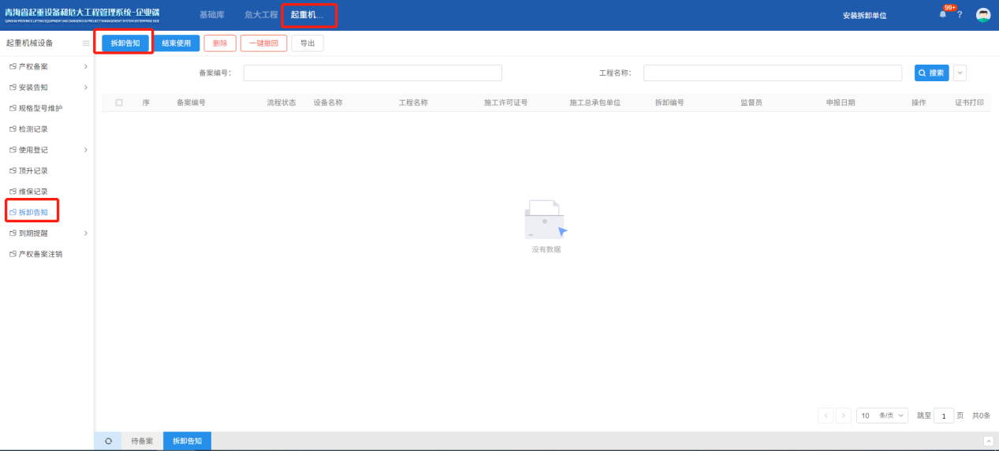 青海省起重设备和危大工程管理系统-企业端
QINGHAI PROVINCE LIFTING EQUIPMENT AND DANGEROUS PROJECT MANAGEMENT SYSTEM ENTERPRISE SIDE
基础库 危大工程 起重机... 安装拆卸单位 99+ ?
起重机械设备
拆卸告知 结束使用 删除 一键撤回 导出
产权备案
安装告知
规格型号维护
检测记录
使用登记
顶升记录
维保记录
拆卸告知
到期提醒
产权备案注销
备案编号: 工程名称: 搜索
序 备案编号 流程状态 设备名称 工程名称 施工许可证号 施工总承包单位 拆卸编号 监督员 申报日期 操作 证书打印
没有数据
10 条/页 跳至 1 页 共0条
待备案 拆卸告知